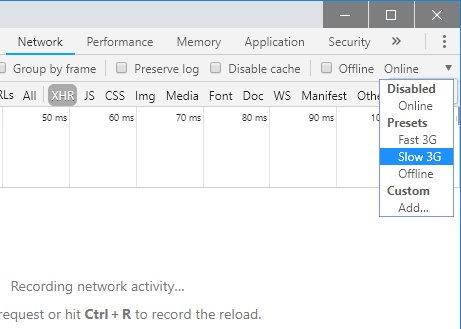 Network Performance Memory Application Security »
Group by frame Preserve log Disable cache Offline Online
All XHR JS CSS Img Media Font Doc WS Manifest
50 ms 60 ms 70 ms 80 ms 90 ms
Disabled
Online
Presets
Fast 3G
Slow 3G
Offline
Custom
Add...
Recording network activity...
request or hit Ctrl + R to record the reload.